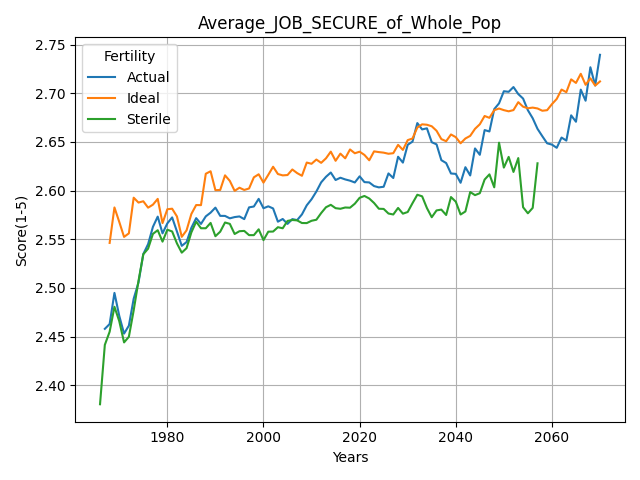 Average_JOB_SECURE_of_Whole_Pop
Fertility
Actual
Ideal
Sterile
Score(1-5)
2.75
2.70
2.65
2.60
2.55
2.50
2.45
2.40
1980 2000 2020 2040 2060
Years